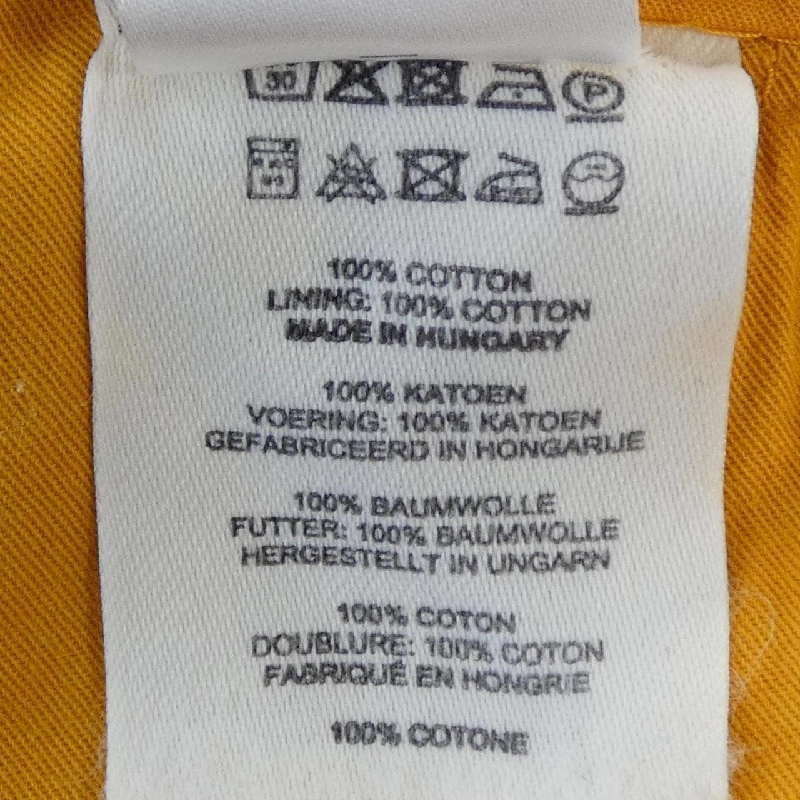 30
P
100% COTTON
LINING: 100% COTTON
MADE IN HUNGARY
100% KATOEN
VOERING: 100% KATOEN
GEFABRICEERD IN HONGARIJE
100% BAUMWOLLE
FUTTER: 100% BAUMWOLLE
HERGESTELLT IN UNGARN
100% COTON
DOUBLURE: 100% COTON
FABRIQUÉ EN HONGRIE
100% COTONE